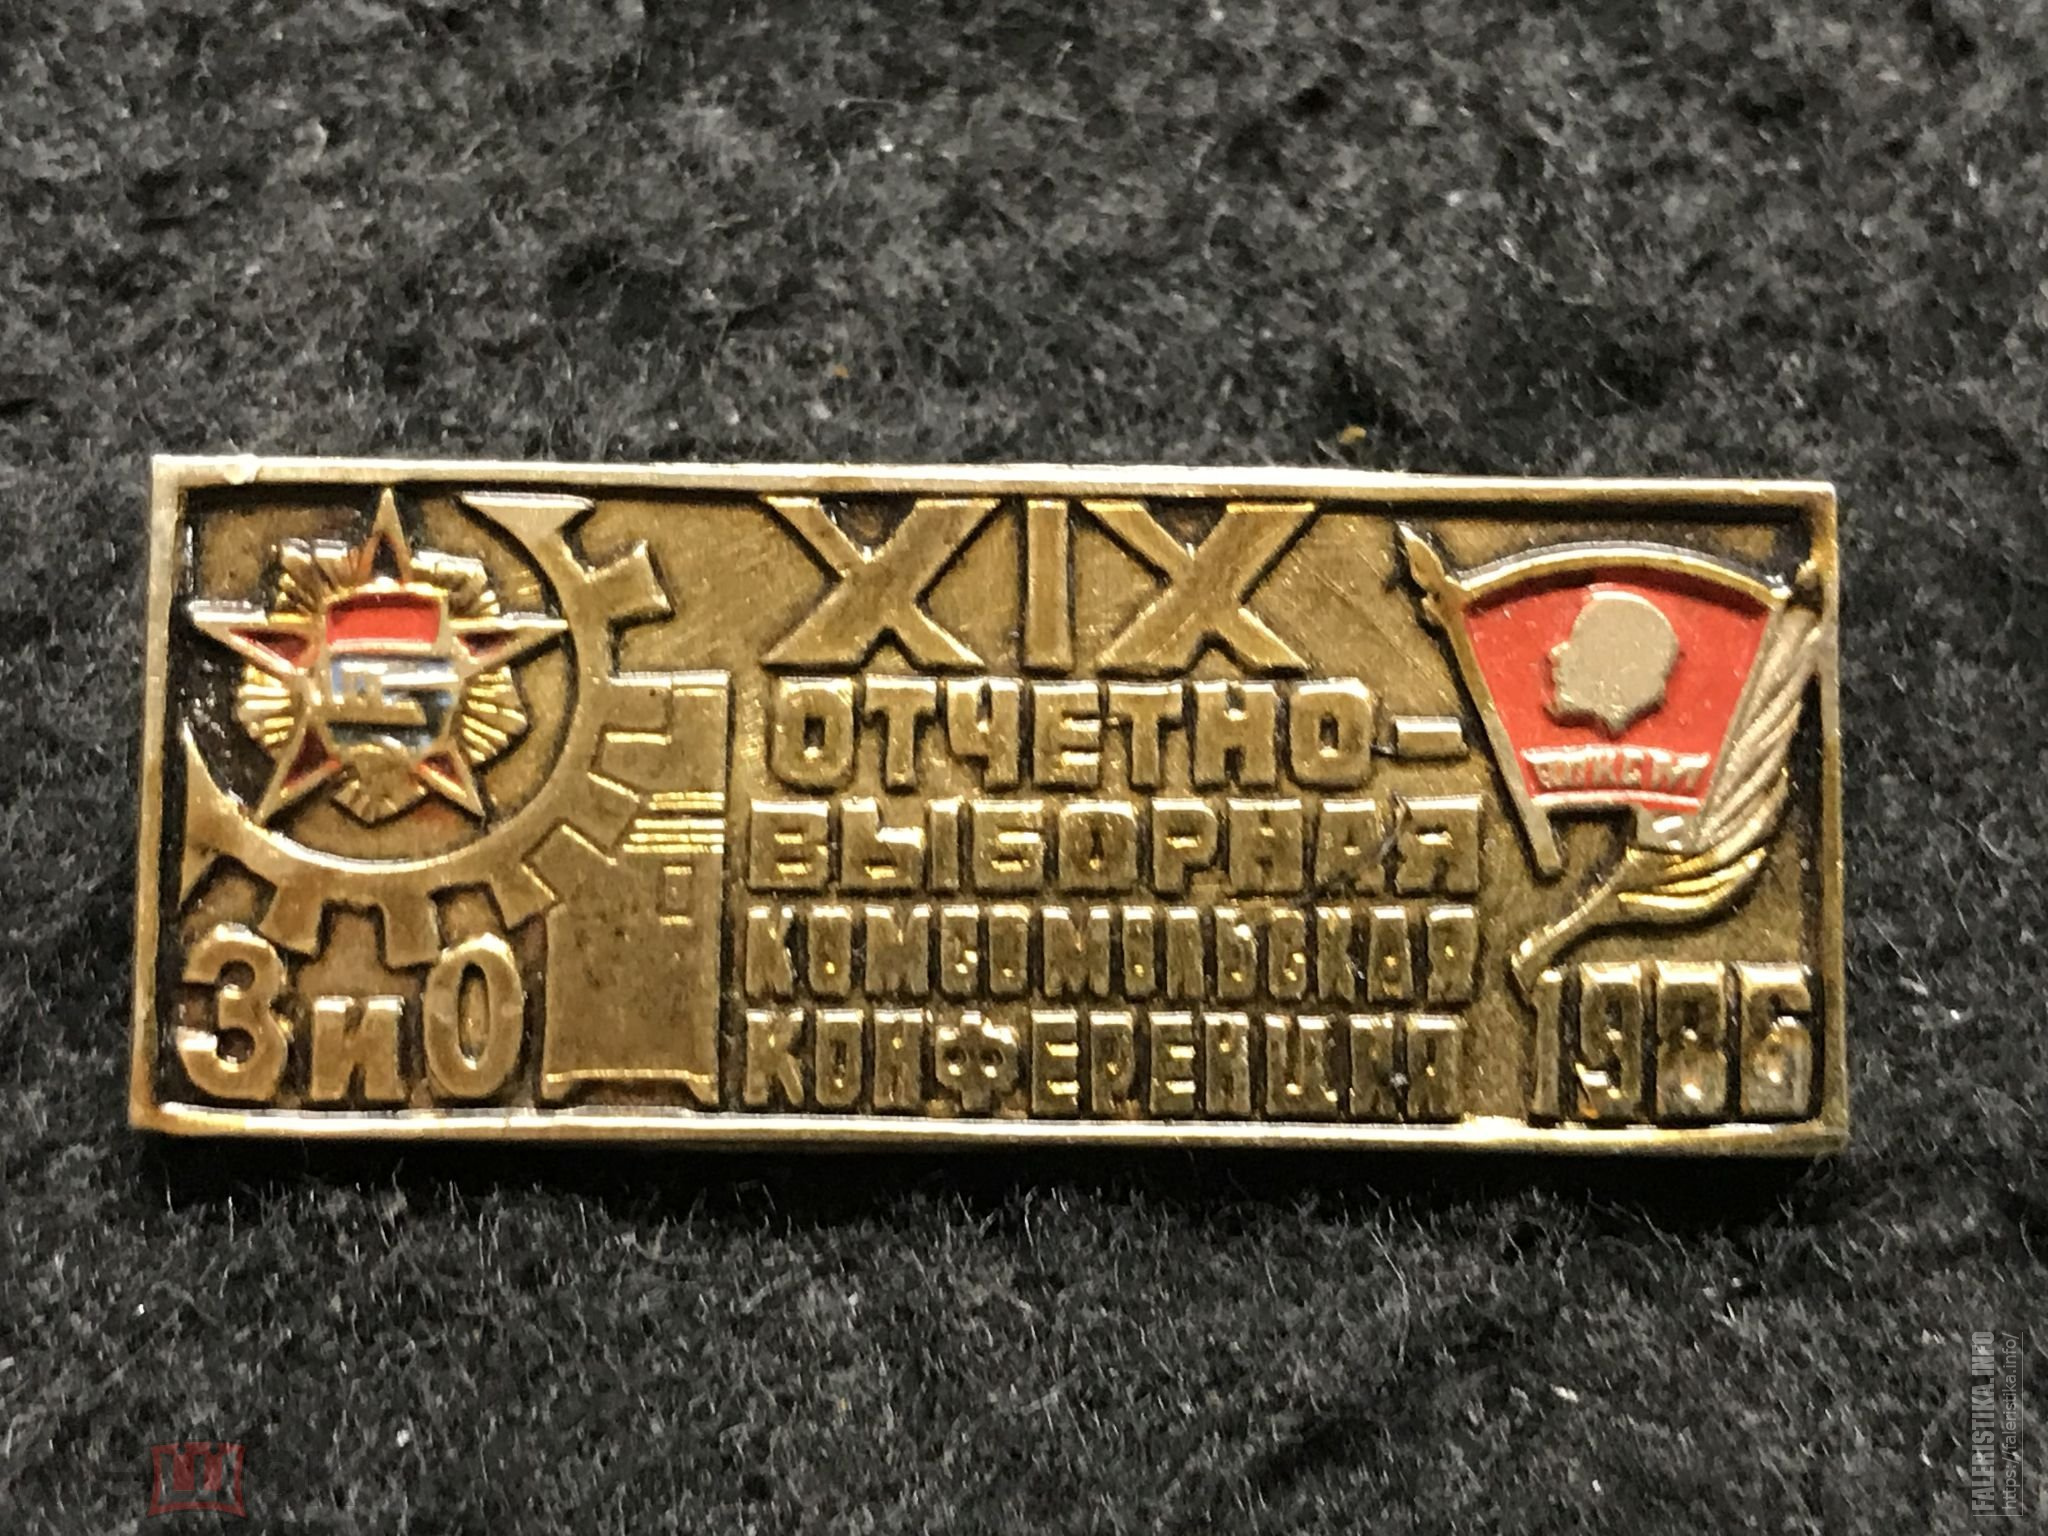 XIX
ОТЧЕТНО-
ВЫБОРНАЯ
КОМСОМОЛЬСКАЯ
КОНФЕРЕНЦИЯ
ЗиО
ВЛКСМ
1986
FALERISTIKA.INFO
https://faleristika.info/